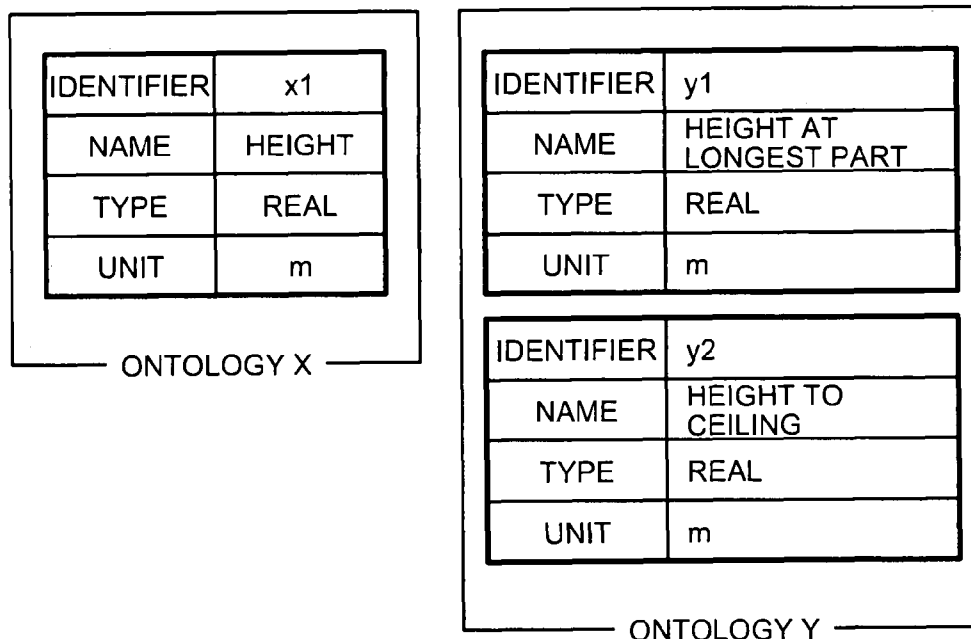 IDENTIFIER x1
NAME HEIGHT
TYPE REAL
UNIT m
ONTOLOGY X
IDENTIFIER y1
NAME HEIGHT AT
LONGEST PART
TYPE REAL
UNIT m
IDENTIFIER y2
NAME HEIGHT TO
CEILING
TYPE REAL
UNIT m
ONTOLOGY Y